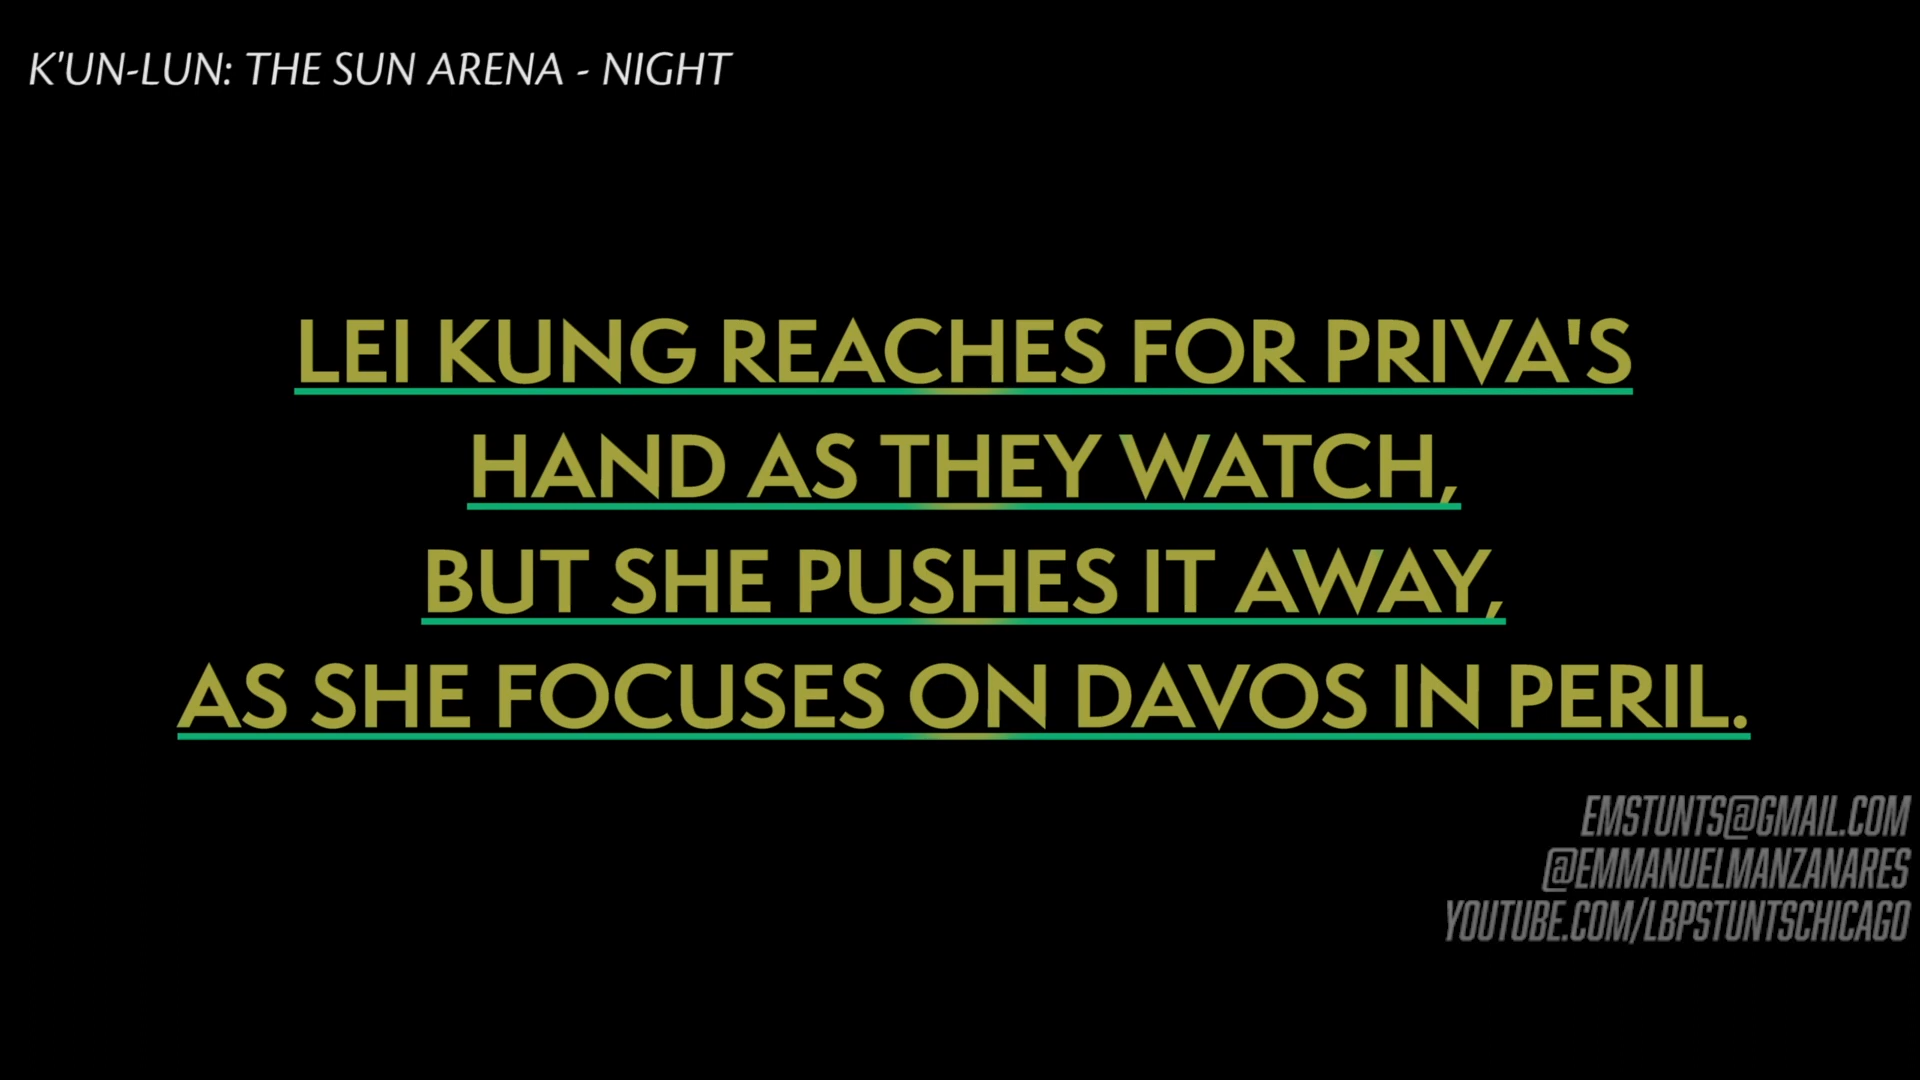 K'UN-LUN: THE SUN ARENA - NIGHT
LEI KUNG REACHES FOR PRIVA'S
HAND AS THEY WATCH,
BUT SHE PUSHES IT AWAY,
AS SHE FOCUSES ON DAVOS IN PERIL.
EMSTUNTS@GMAIL.COM
@EMMANUELMANZANARES
YOUTUBE.COM/LBPSTUNTSCHICAGO